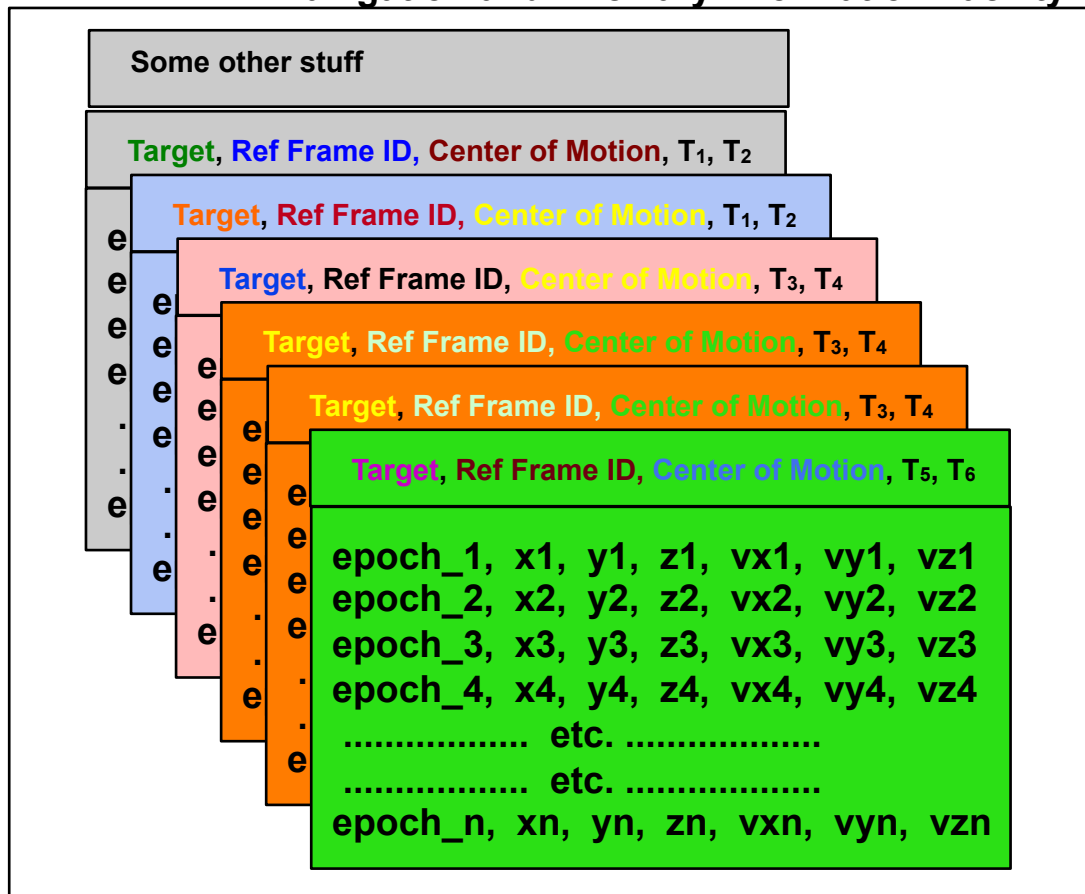 Some other stuff
Target, Ref Frame ID, Center of Motion, T₁, T₂
Target, Ref Frame ID, Center of Motion, T₁, T₂
Target, Ref Frame ID, Center of Motion, T₃, T₄
Target, Ref Frame ID, Center of Motion, T₃, T₄
Target, Ref Frame ID, Center of Motion, T₃, T₄
Target, Ref Frame ID, Center of Motion, T₅, T₆
e
e
e
e
.
.
e
e
e
e
e
.
.
e
e
e
e
e
.
.
e
e
e
e
e
.
.
e
e
e
e
e
.
.
e
epoch_1, x1, y1, z1, vx1, vy1, vz1
epoch_2, x2, y2, z2, vx2, vy2, vz2
epoch_3, x3, y3, z3, vx3, vy3, vz3
epoch_4, x4, y4, z4, vx4, vy4, vz4
.................. etc. ...................
.................. etc. ...................
epoch_n, xn, yn, zn, vxn, vyn, vzn